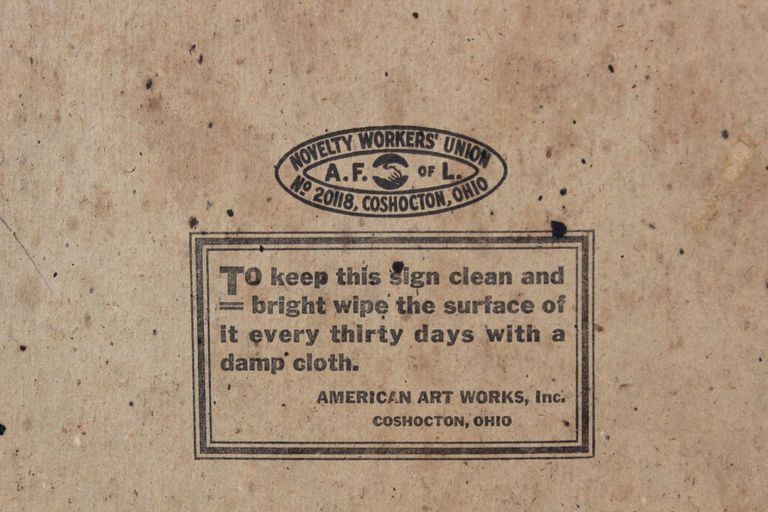 NOVELTY WORKERS' UNION
A.F. OF L.
No 20118, COSHOCTON, OHIO
To keep this sign clean and
bright wipe the surface of
it every thirty days with a
damp cloth.
AMERICAN ART WORKS, Inc.
COSHOCTON, OHIO